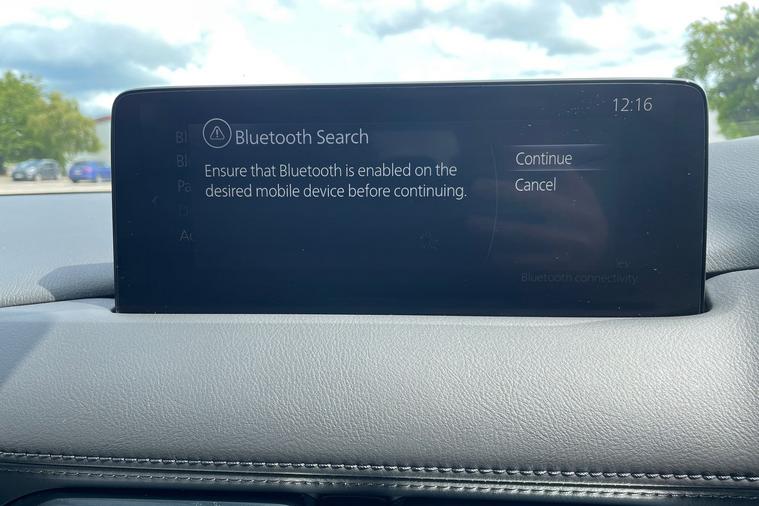 12:16
Bluetooth Search
Ensure that Bluetooth is enabled on the
desired mobile device before continuing.
Continue
Cancel
Bluetooth connectivity